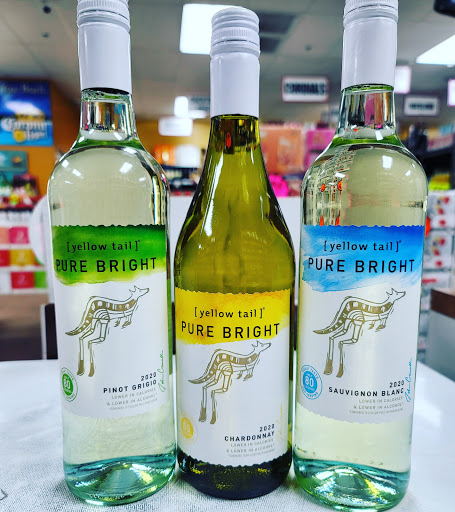 [ yellow tail ]®
PURE BRIGHT
80
2020
PINOT GRIGIO
LOWER IN CALORIES
& LOWER IN ALCOHOL*
[ yellow tail ]®
PURE BRIGHT
2020
CHARDONNAY
LOWER IN CALORIES
& LOWER IN ALCOHOL*
[ yellow tail ]®
PURE BRIGHT
80
2020
SAUVIGNON BLANC
LOWER IN CALORIES
& LOWER IN ALCOHOL*
CORDIALS